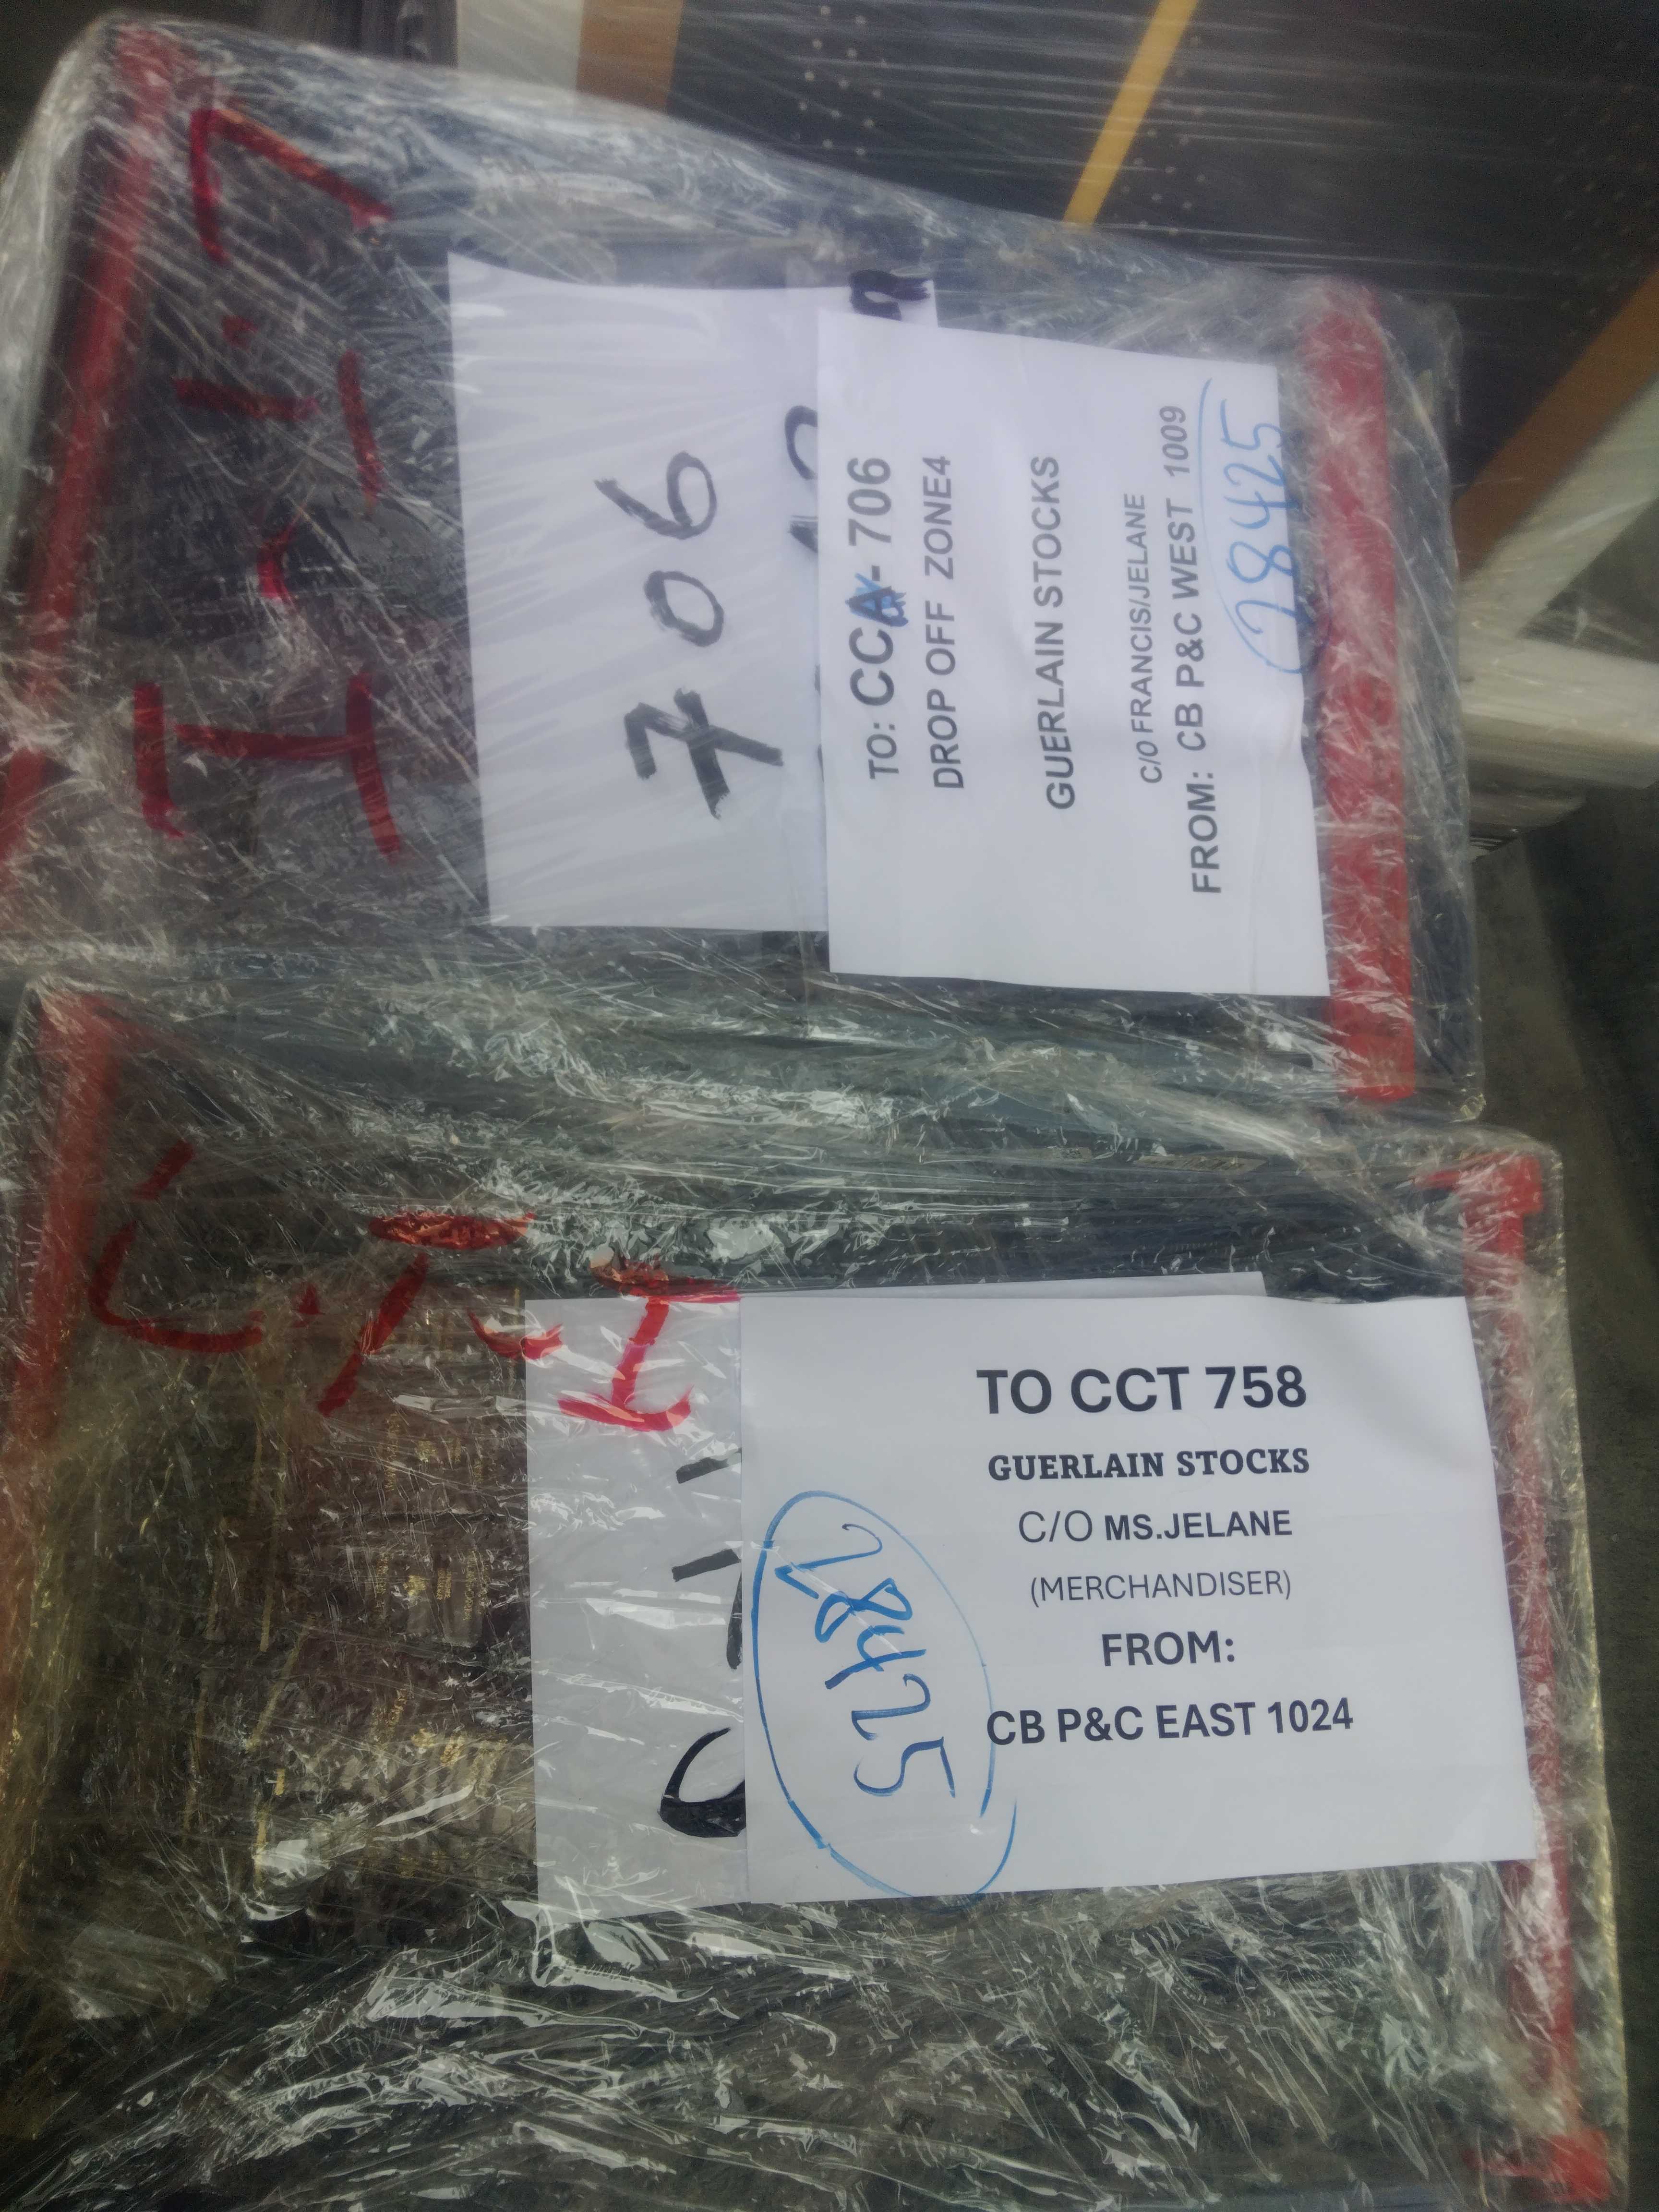 706
TO: CCA- 706
DROP OFF ZONE4
GUERLAIN STOCKS
C/O FRANCIS/JELANE
FROM: CB P&C WEST 1009
28425
TO CCT 758
GUERLAIN STOCKS
C/O MS.JELANE
(MERCHANDISER)
FROM:
CB P&C EAST 1024
28425